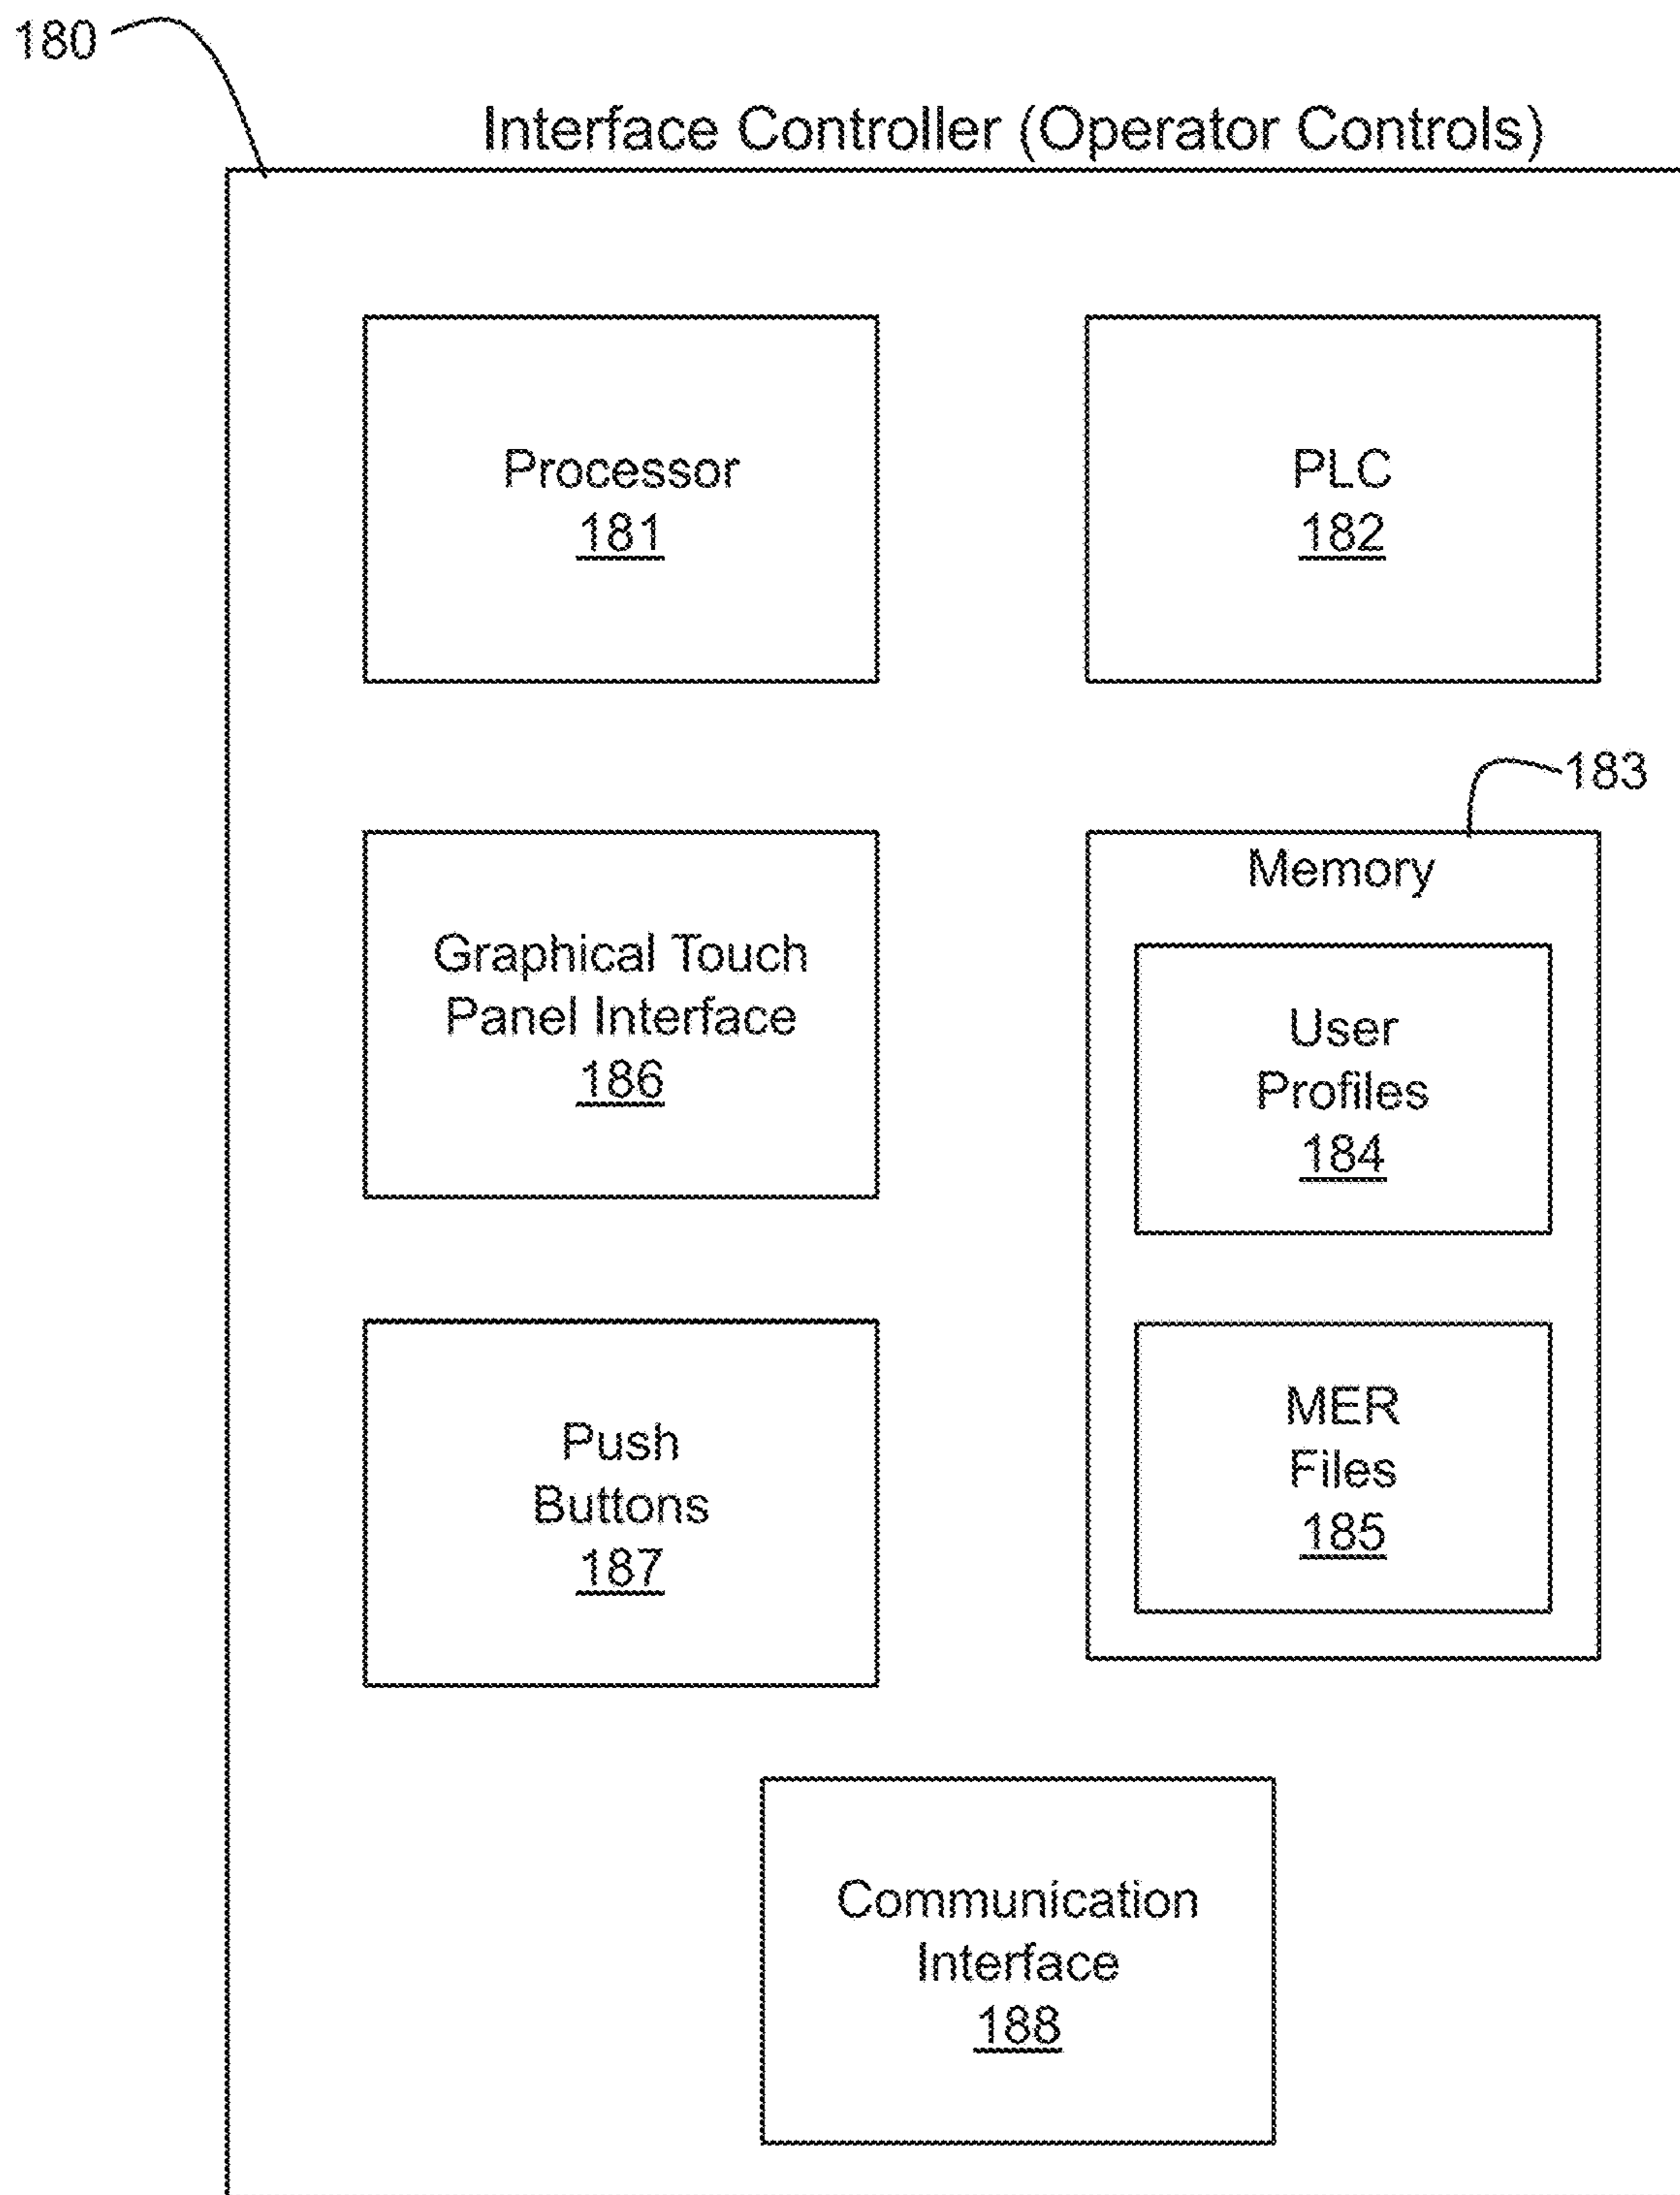 180
Interface Controller (Operator Controls)
Processor
181
PLC
182
183
Memory
Graphical Touch
Panel Interface
186
User
Profiles
184
Push
Buttons
187
MER
Files
185
Communication
Interface
188